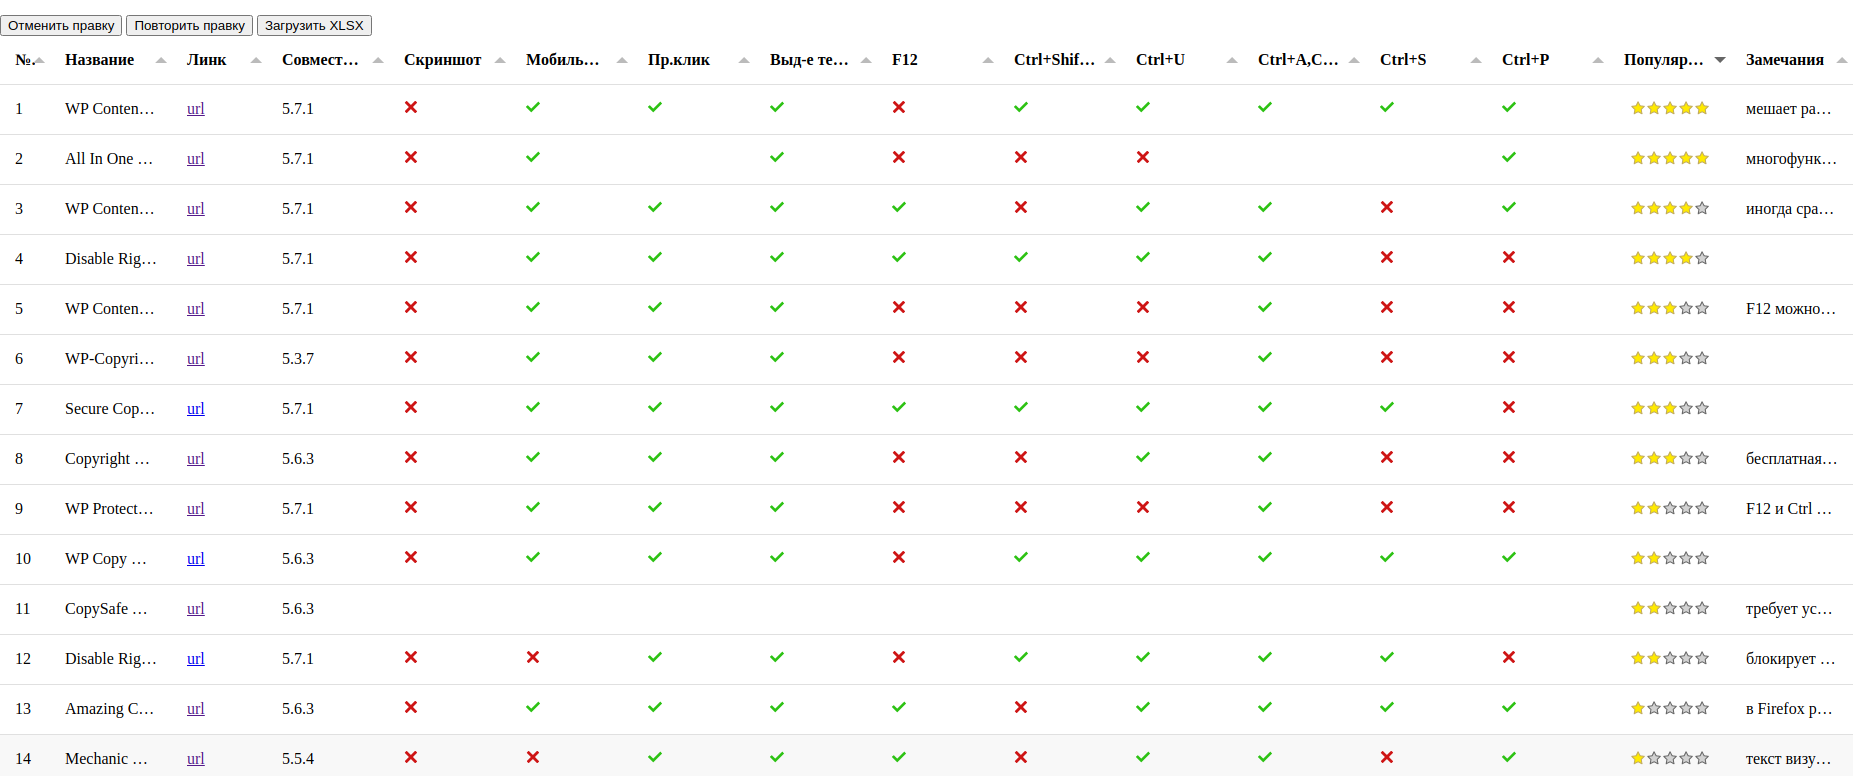 Отменить правку Повторить правку Загрузить XLSX
№. Название Линк Совмест… Скриншот Мобиль… Пр.клик Выд-е те… F12 Ctrl+Shif… Ctrl+U Ctrl+A,C… Ctrl+S Ctrl+P Популяр… Замечания
1 WP Conten… url 5.7.1 мешает ра…
2 All In One … url 5.7.1 многофунк…
3 WP Conten… url 5.7.1 иногда сра…
4 Disable Rig… url 5.7.1
5 WP Conten… url 5.7.1 F12 можно…
6 WP-Copyri… url 5.3.7
7 Secure Cop… url 5.7.1
8 Copyright … url 5.6.3 бесплатная…
9 WP Protect… url 5.7.1 F12 и Ctrl …
10 WP Copy … url 5.6.3
11 CopySafe … url 5.6.3 требует ус…
12 Disable Rig… url 5.7.1 блокирует …
13 Amazing C… url 5.6.3 в Firefox р…
14 Mechanic … url 5.5.4 текст визу…